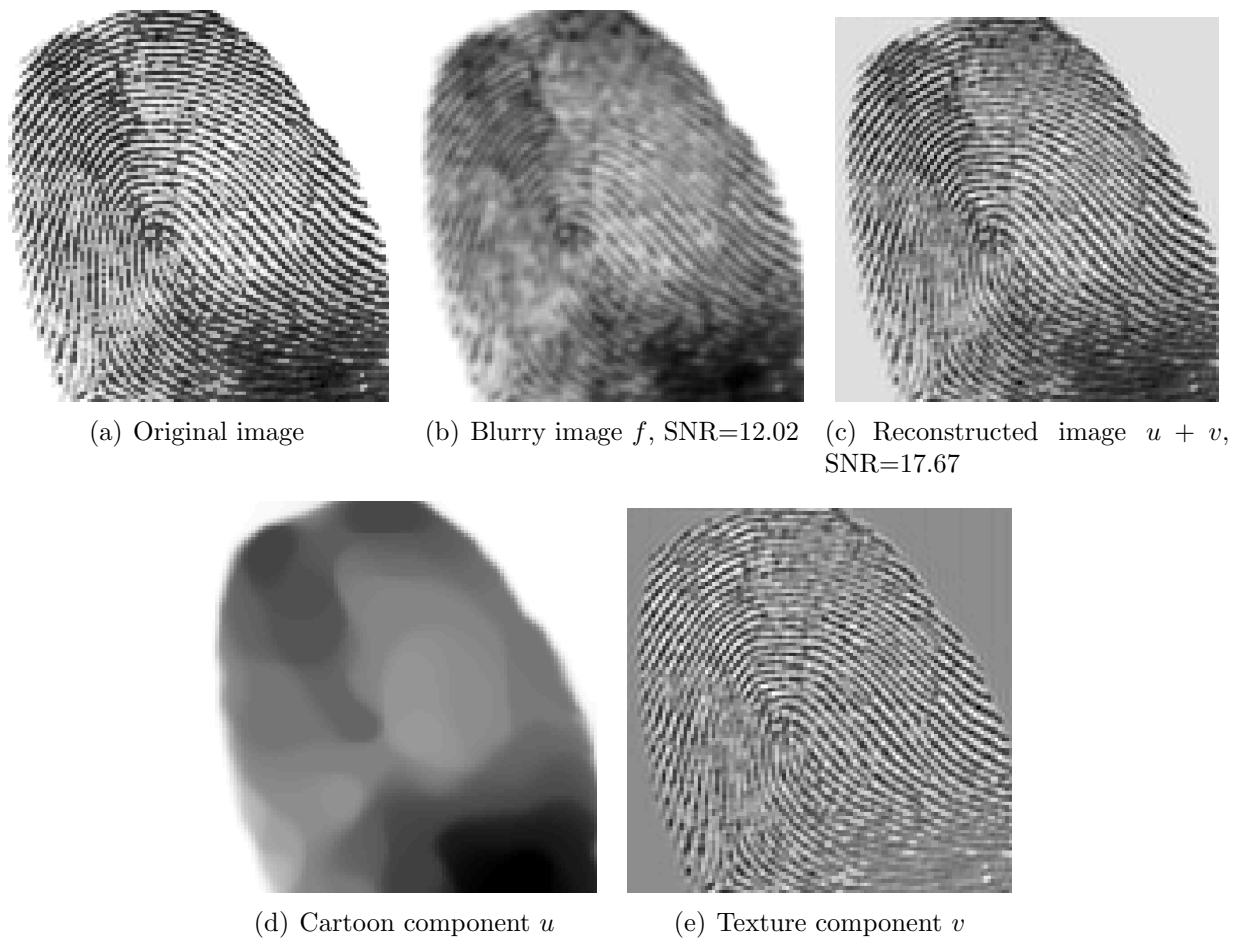 (a) Original image
(b) Blurry image f, SNR=12.02
(c) Reconstructed image u + v,
SNR=17.67
(d) Cartoon component u
(e) Texture component v